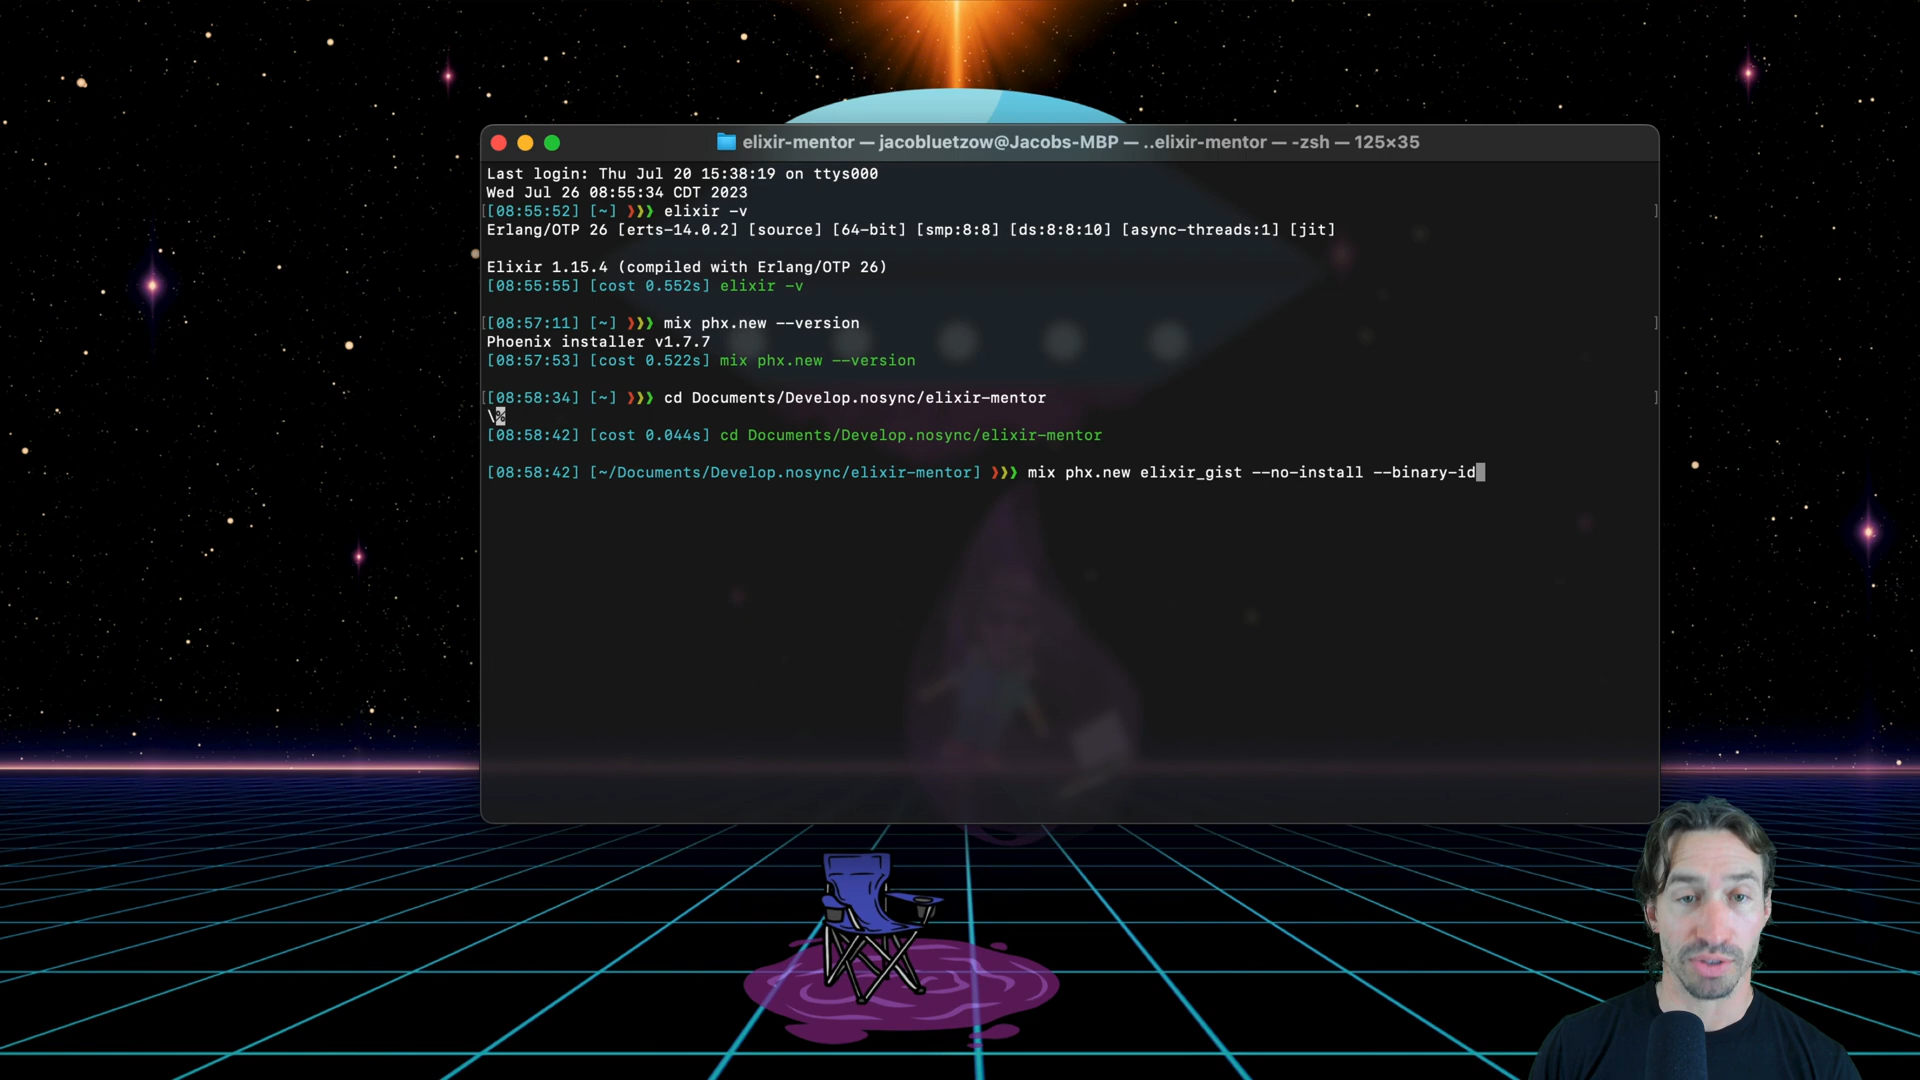 elixir-mentor — jacobluetzow@Jacobs-MBP — ..elixir-mentor — -zsh — 125×35
Last login: Thu Jul 20 15:38:19 on ttys000
Wed Jul 26 08:55:34 CDT 2023
[[08:55:52] [~] ❯❯❯ elixir -v ]
Erlang/OTP 26 [erts-14.0.2] [source] [64-bit] [smp:8:8] [ds:8:8:10] [async-threads:1] [jit]
Elixir 1.15.4 (compiled with Erlang/OTP 26)
[08:55:55] [cost 0.552s] elixir -v
[[08:57:11] [~] ❯❯❯ mix phx.new --version ]
Phoenix installer v1.7.7
[08:57:53] [cost 0.522s] mix phx.new --version
[[08:58:34] [~] ❯❯❯ cd Documents/Develop.nosync/elixir-mentor ]
\%
[08:58:42] [cost 0.044s] cd Documents/Develop.nosync/elixir-mentor
[08:58:42] [~/Documents/Develop.nosync/elixir-mentor] ❯❯❯ mix phx.new elixir_gist --no-install --binary-id